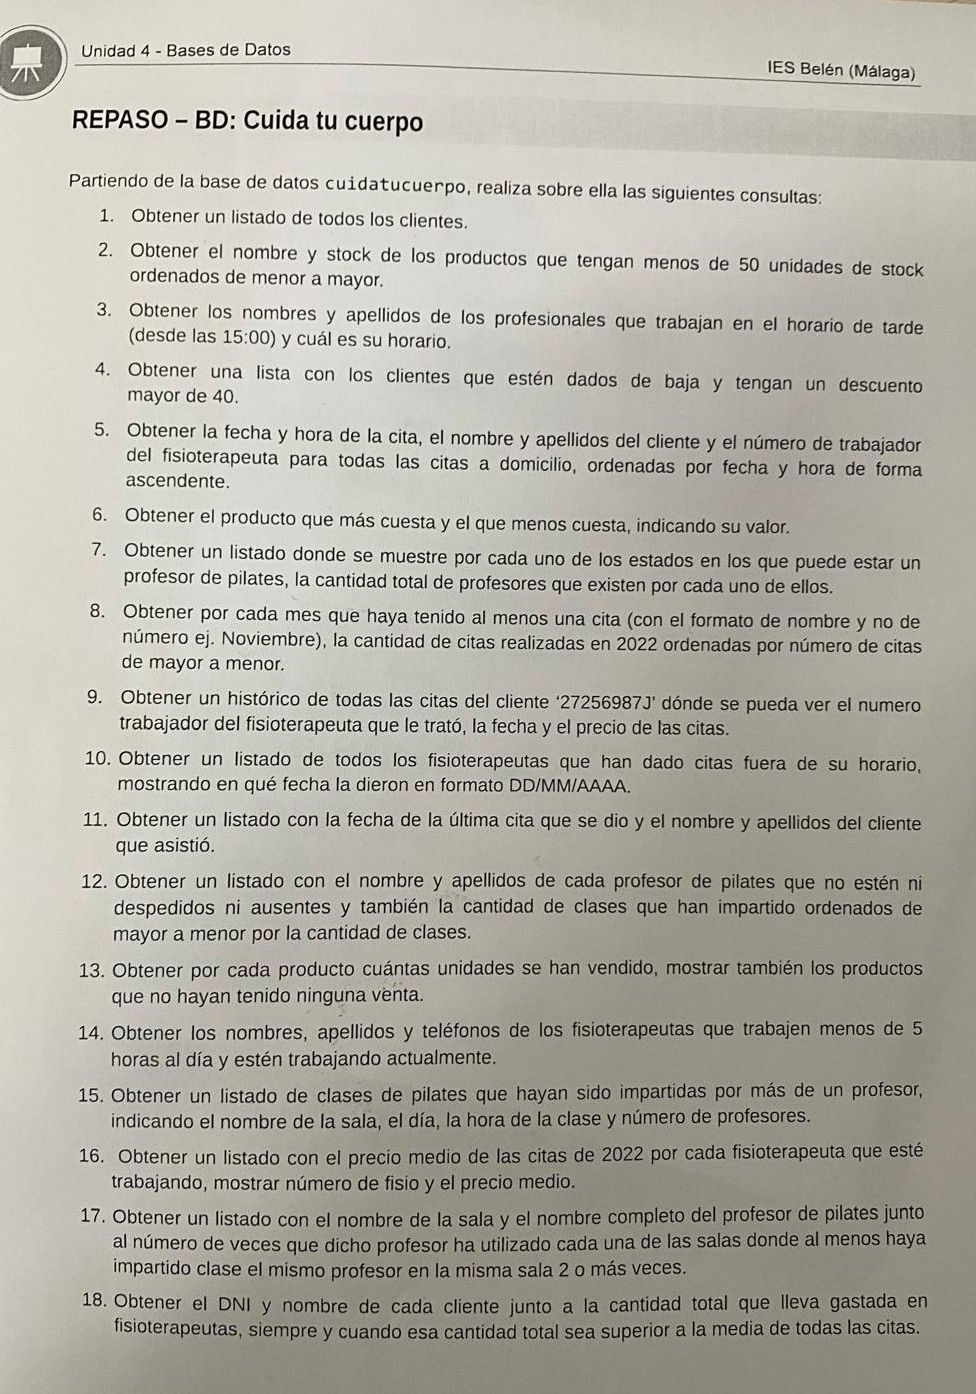 Unidad 4 - Bases de Datos
IES Belén (Málaga)
REPASO – BD: Cuida tu cuerpo
Partiendo de la base de datos cuidatucuerpo, realiza sobre ella las siguientes consultas:
1. Obtener un listado de todos los clientes.
2. Obtener el nombre y stock de los productos que tengan menos de 50 unidades de stock
ordenados de menor a mayor.
3. Obtener los nombres y apellidos de los profesionales que trabajan en el horario de tarde
(desde las 15:00) y cuál es su horario.
4. Obtener una lista con los clientes que estén dados de baja y tengan un descuento
mayor de 40.
5. Obtener la fecha y hora de la cita, el nombre y apellidos del cliente y el número de trabajador
del fisioterapeuta para todas las citas a domicilio, ordenadas por fecha y hora de forma
ascendente.
6. Obtener el producto que más cuesta y el que menos cuesta, indicando su valor.
7. Obtener un listado donde se muestre por cada uno de los estados en los que puede estar un
profesor de pilates, la cantidad total de profesores que existen por cada uno de ellos.
8. Obtener por cada mes que haya tenido al menos una cita (con el formato de nombre y no de
número ej. Noviembre), la cantidad de citas realizadas en 2022 ordenadas por número de citas
de mayor a menor.
9. Obtener un histórico de todas las citas del cliente ‘27256987J’ dónde se pueda ver el numero
trabajador del fisioterapeuta que le trató, la fecha y el precio de las citas.
10. Obtener un listado de todos los fisioterapeutas que han dado citas fuera de su horario,
mostrando en qué fecha la dieron en formato DD/MM/AAAA.
11. Obtener un listado con la fecha de la última cita que se dio y el nombre y apellidos del cliente
que asistió.
12. Obtener un listado con el nombre y apellidos de cada profesor de pilates que no estén ni
despedidos ni ausentes y también la cantidad de clases que han impartido ordenados de
mayor a menor por la cantidad de clases.
13. Obtener por cada producto cuántas unidades se han vendido, mostrar también los productos
que no hayan tenido ninguna venta.
14. Obtener los nombres, apellidos y teléfonos de los fisioterapeutas que trabajen menos de 5
horas al día y estén trabajando actualmente.
15. Obtener un listado de clases de pilates que hayan sido impartidas por más de un profesor,
indicando el nombre de la sala, el día, la hora de la clase y número de profesores.
16. Obtener un listado con el precio medio de las citas de 2022 por cada fisioterapeuta que esté
trabajando, mostrar número de fisio y el precio medio.
17. Obtener un listado con el nombre de la sala y el nombre completo del profesor de pilates junto
al número de veces que dicho profesor ha utilizado cada una de las salas donde al menos haya
impartido clase el mismo profesor en la misma sala 2 o más veces.
18. Obtener el DNI y nombre de cada cliente junto a la cantidad total que lleva gastada en
fisioterapeutas, siempre y cuando esa cantidad total sea superior a la media de todas las citas.